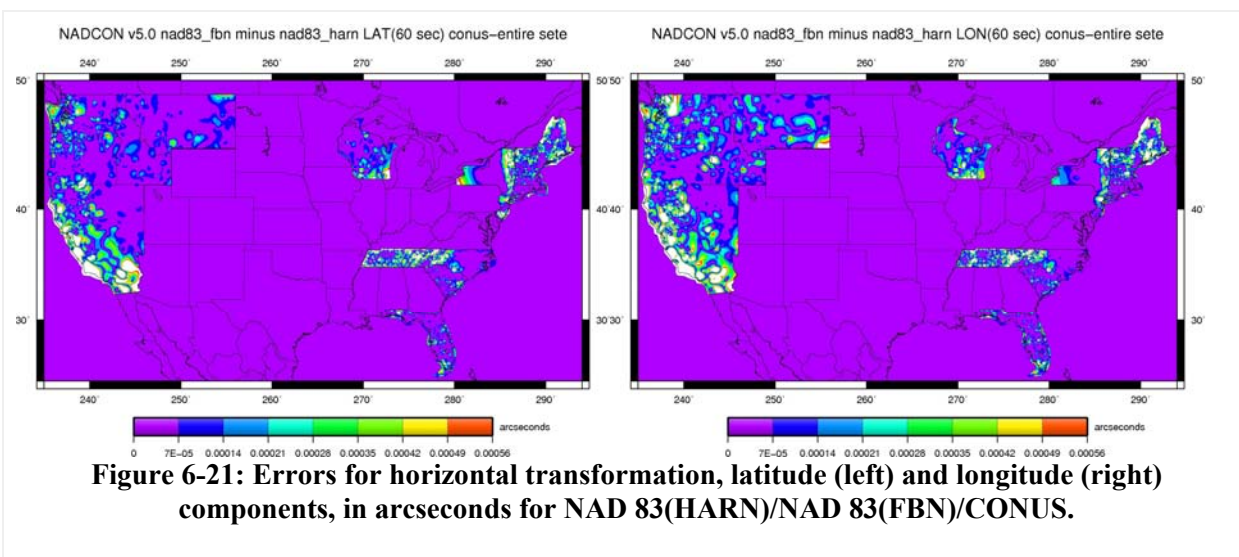 NADCON v5.0 nad83_fbn minus nad83_harn LAT(60 sec) conus−entire sete
NADCON v5.0 nad83_fbn minus nad83_harn LON(60 sec) conus−entire sete
240˚ 250˚ 260˚ 270˚ 280˚ 290˚
240˚ 250˚ 260˚ 270˚ 280˚ 290˚
50˚ 50˚50˚ 50˚
40˚ 40˚40˚ 40˚
30˚ 30˚30˚ 30˚
240˚ 250˚ 260˚ 270˚ 280˚ 290˚
240˚ 250˚ 260˚ 270˚ 280˚ 290˚
arcseconds
arcseconds
0 7E−05 0.00014 0.00021 0.00028 0.00035 0.00042 0.00049 0.00056
0 7E−05 0.00014 0.00021 0.00028 0.00035 0.00042 0.00049 0.00056
Figure 6-21: Errors for horizontal transformation, latitude (left) and longitude (right)
components, in arcseconds for NAD 83(HARN)/NAD 83(FBN)/CONUS.